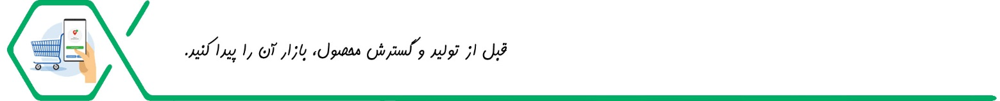 قبل از تولید و گسترش محصول، بازار آن را پیدا کنید.